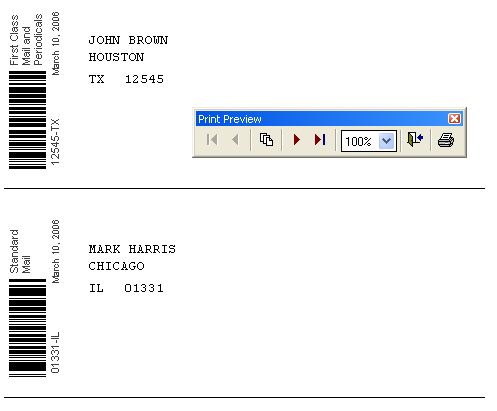 First Class
Mail and
Periodicals
March 10, 2006
12545-TX
JOHN BROWN
HOUSTON
TX 12545
Print Preview
100%
Standard
Mail
March 10, 2006
01331-IL
MARK HARRIS
CHICAGO
IL 01331